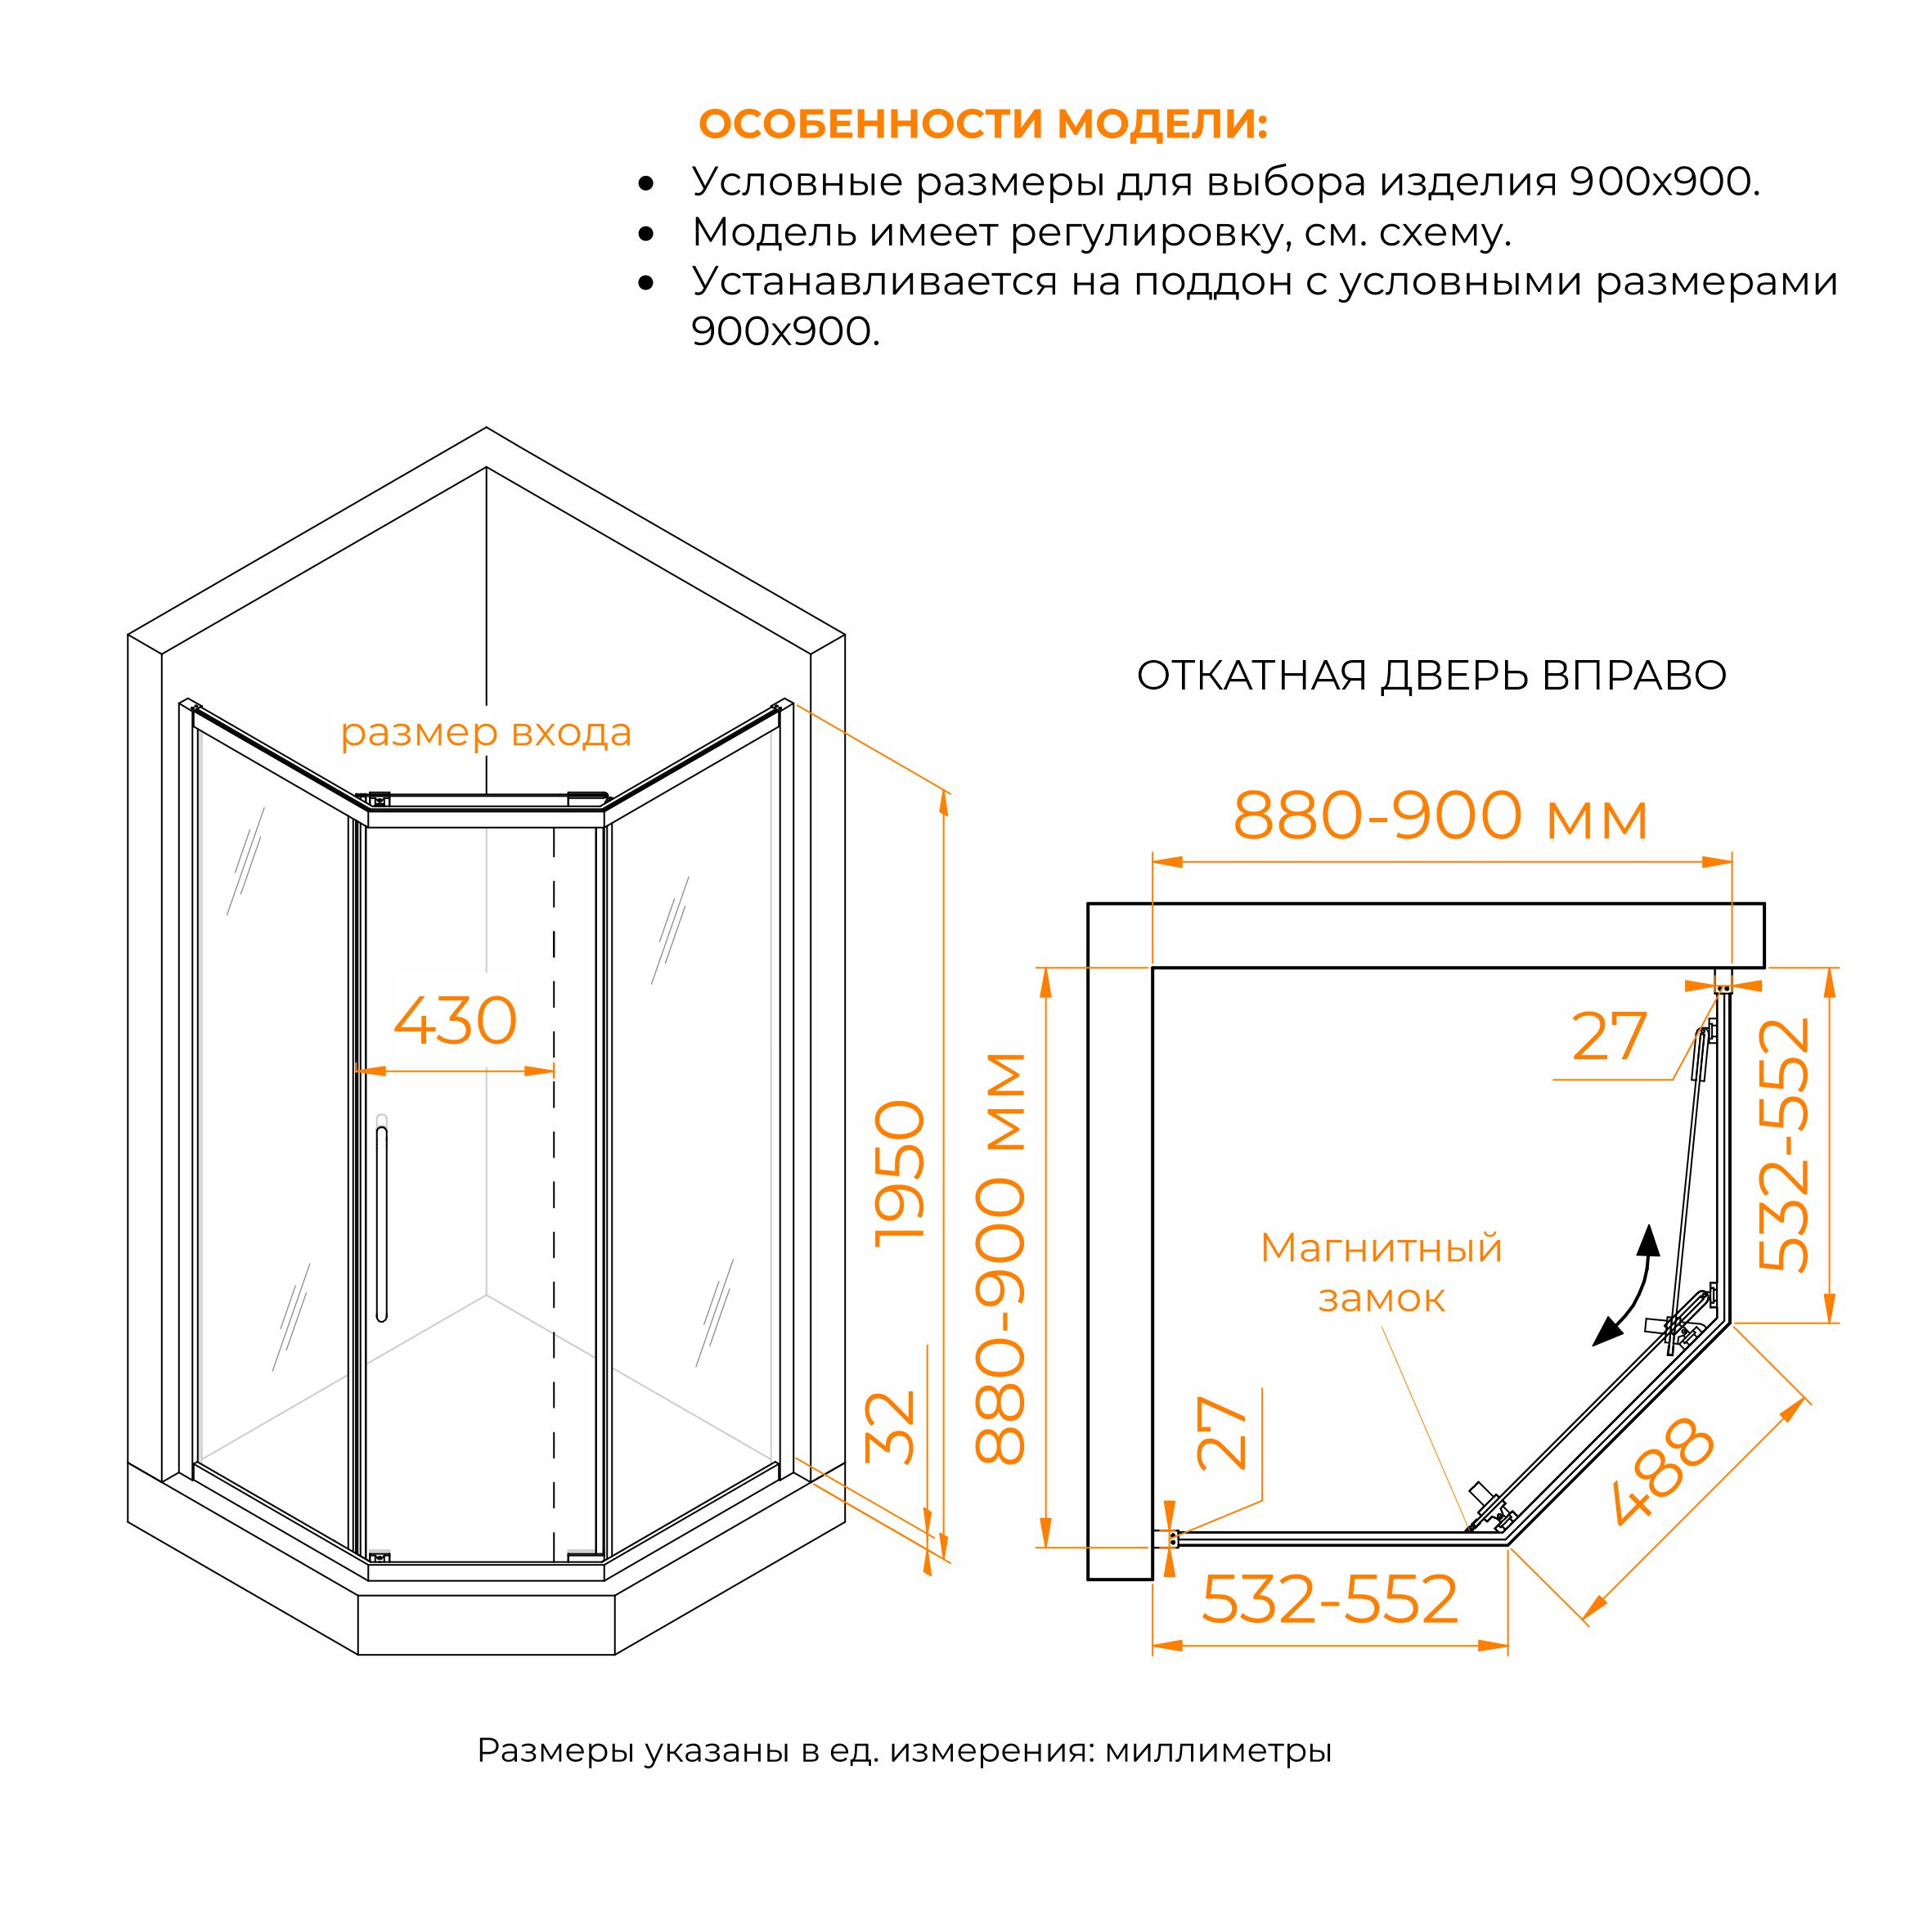 ОСОБЕННОСТИ МОДЕЛИ:
● Условные размеры для выбора изделия 900х900.
● Модель имеет регулировку, см. схему.
● Устанавливается на поддон с условными размерами
900х900.
размер входа
430
1950
32
ОТКАТНАЯ ДВЕРЬ ВПРАВО
880-900 мм
880-900 мм
27
532-552
Магнитный
замок
27
488
532-552
Размеры указаны в ед. измерения: миллиметры